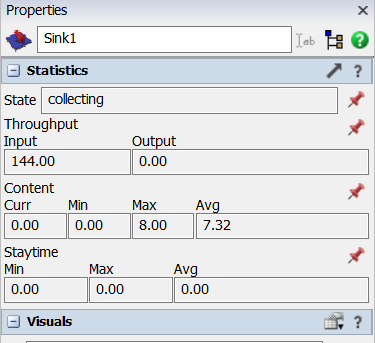 Properties
Sink1
ab
?
Statistics
?
State collecting
Throughput
Input Output
144.00 0.00
Content
Curr Min Max Avg
0.00 0.00 8.00 7.32
Staytime
Min Max Avg
0.00 0.00 0.00
Visuals
?